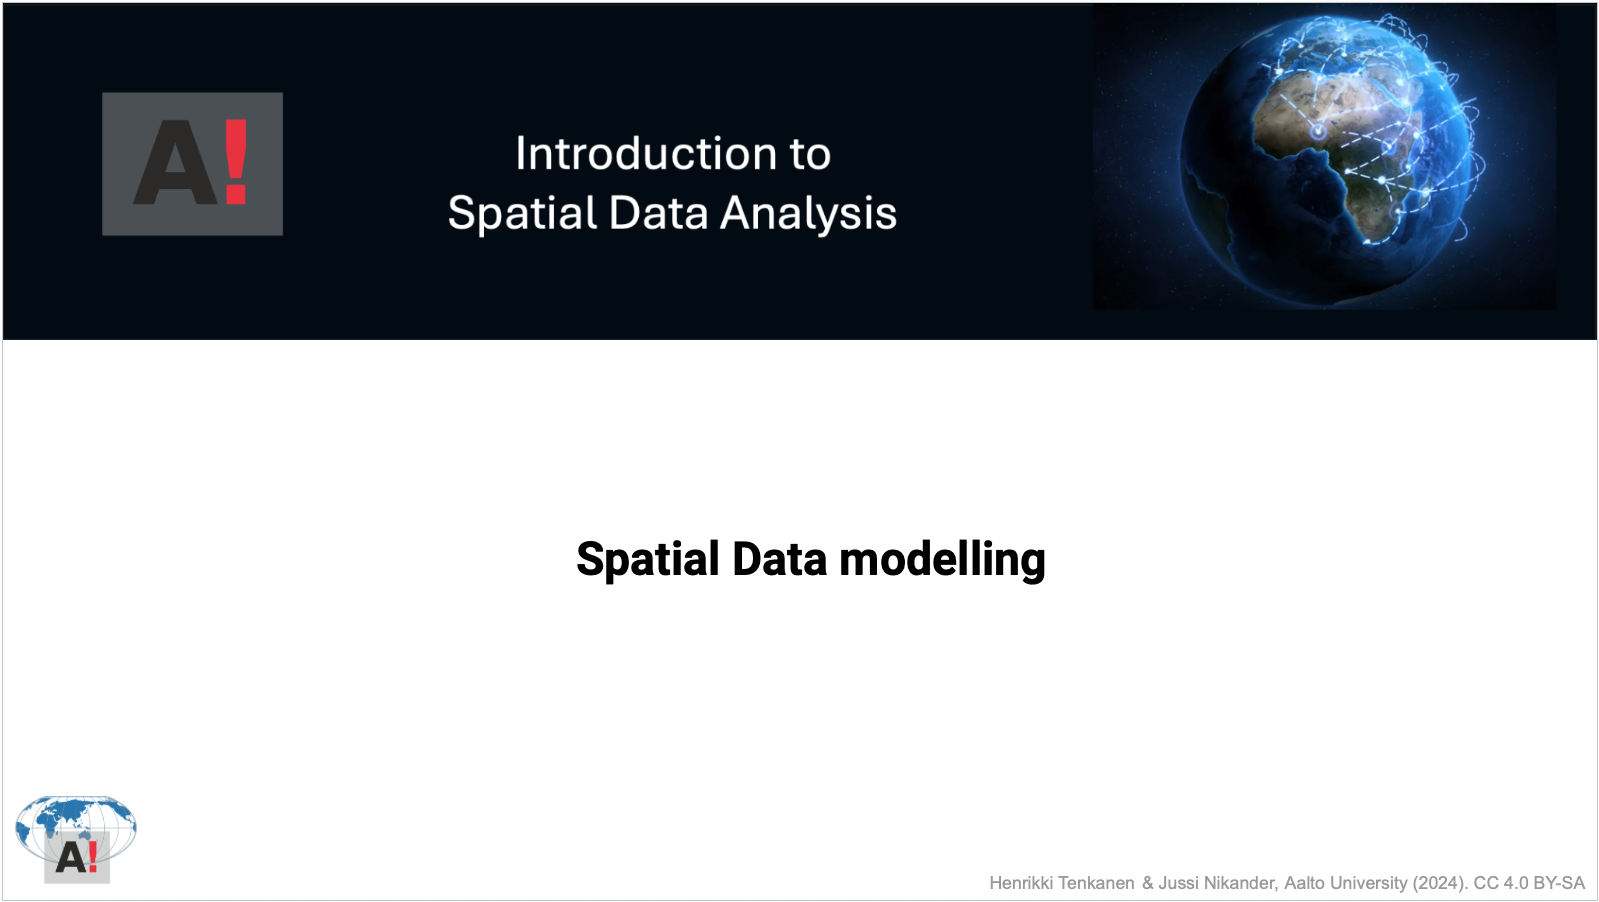 A!
Introduction to
Spatial Data Analysis
Spatial Data modelling
A!
Henrikki Tenkanen & Jussi Nikander, Aalto University (2024). CC 4.0 BY-SA